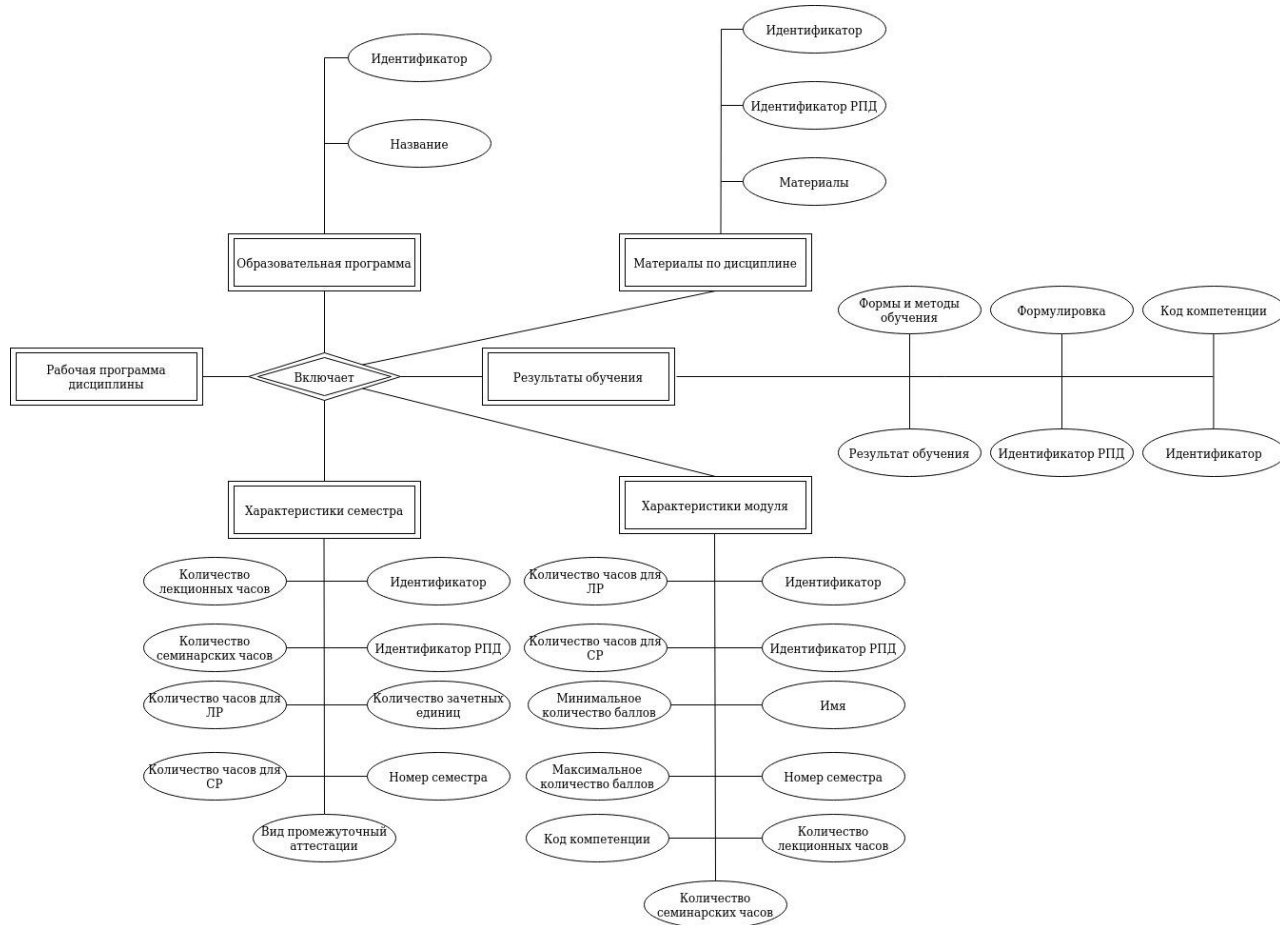 Идентификатор
Идентификатор
Идентификатор РПД
Название
Материалы
Образовательная программа
Материалы по дисциплине
Формы и методы
обучения
Формулировка
Код компетенции
Рабочая программа
дисциплины
Включает
Результаты обучения
Результат обучения
Идентификатор РПД
Идентификатор
Характеристики семестра
Характеристики модуля
Количество
лекционных часов
Идентификатор
Количество часов для
ЛР
Идентификатор
Количество
семинарских часов
Идентификатор РПД
Количество часов для
СР
Идентификатор РПД
Количество часов для
ЛР
Количество зачетных
единиц
Минимальное
количество баллов
Имя
Количество часов для
СР
Номер семестра
Максимальное
количество баллов
Номер семестра
Вид промежуточный
аттестации
Код компетенции
Количество
лекционных часов
Количество
семинарских часов